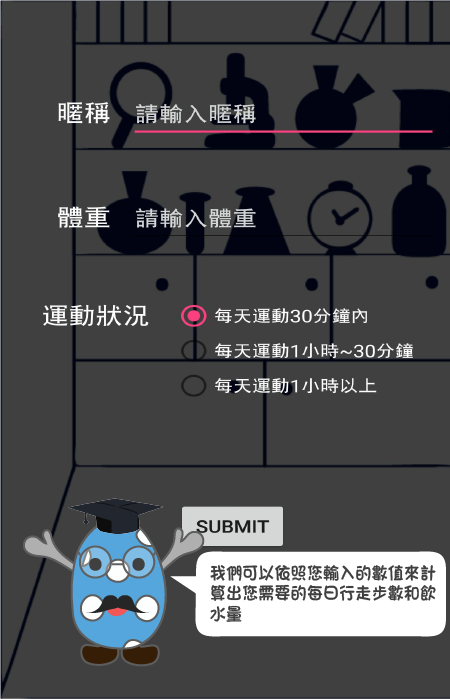 暱稱 請輸入暱稱
體重 請輸入體重
運動狀況 每天運動30分鐘內
每天運動1小時~30分鐘
每天運動1小時以上
SUBMIT
我們可以依照您輸入的數值來計
算出您需要的每日行走步數和飲
水量